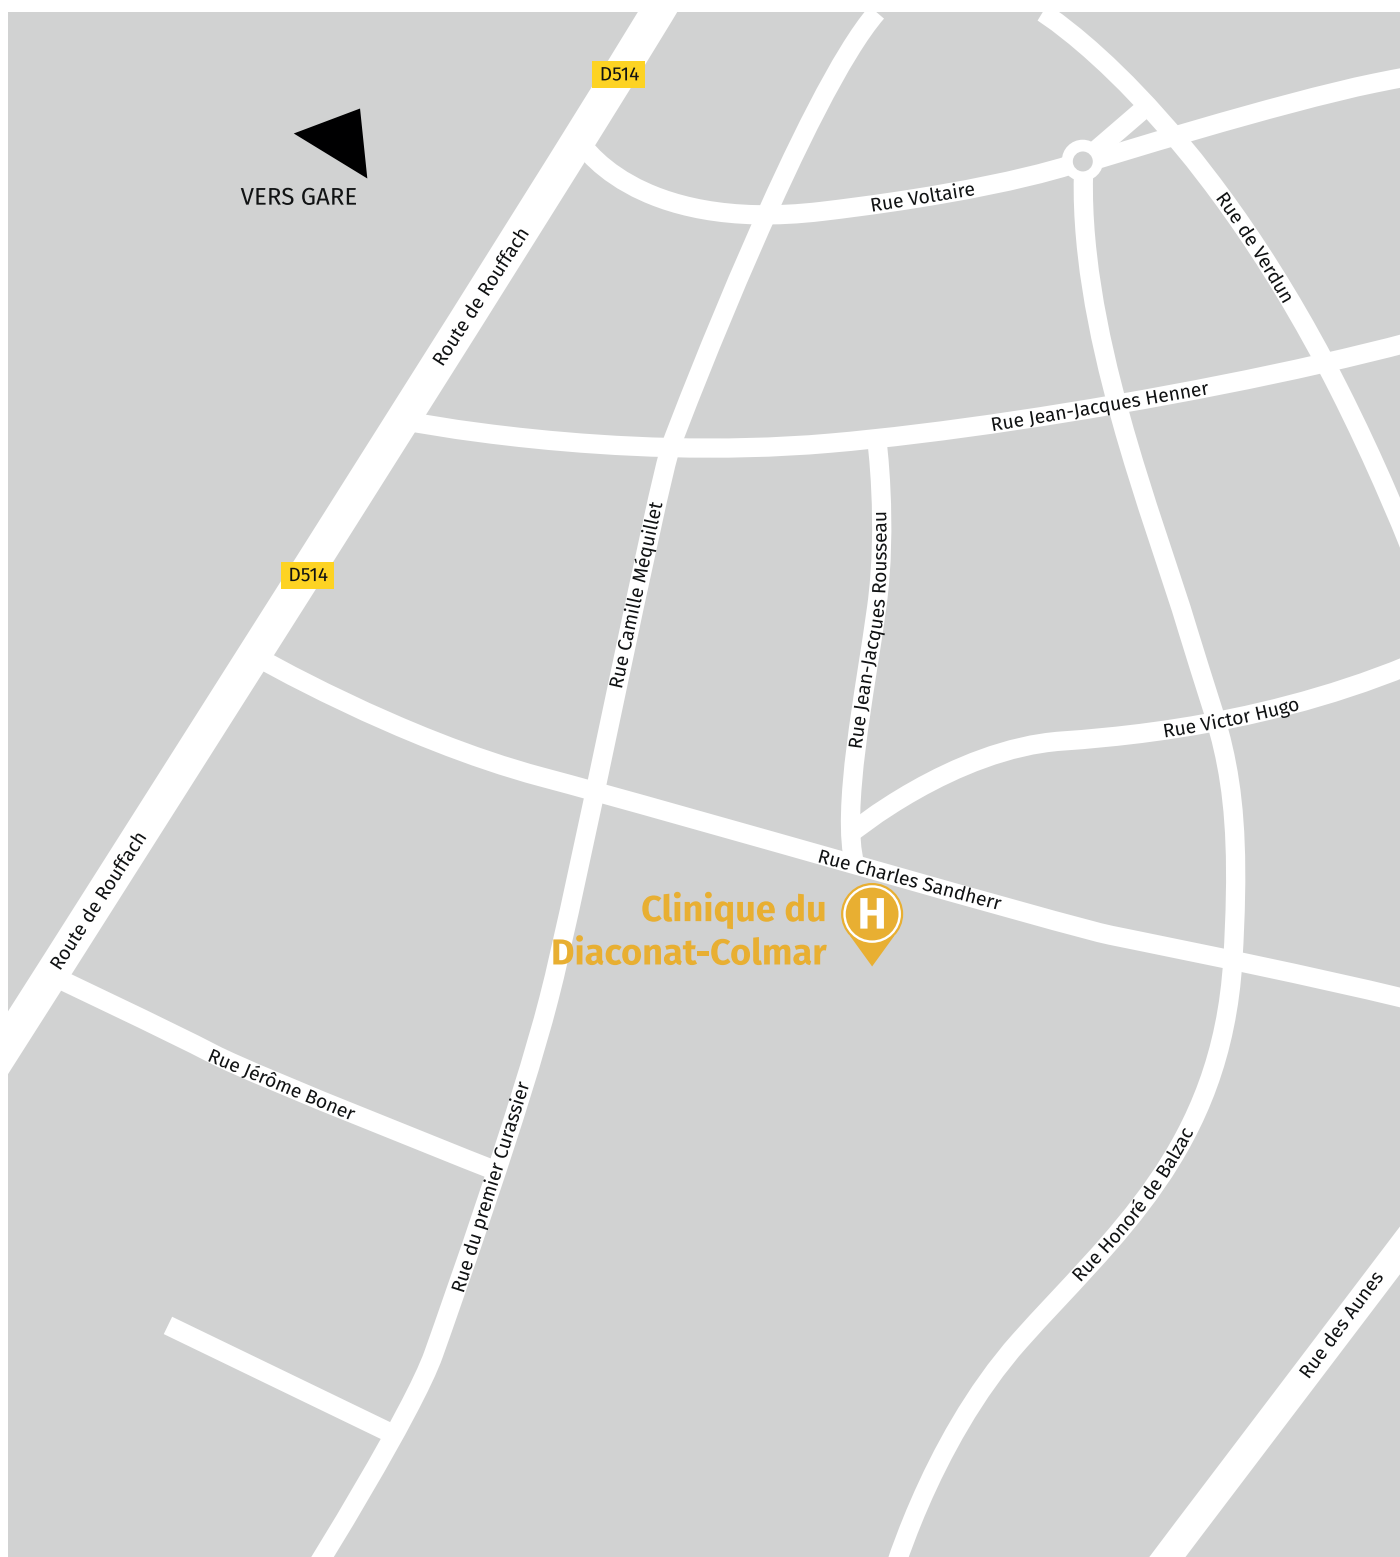 D514
VERS GARE
Rue Voltaire
Rue de Verdun
Route de Rouffach
Rue Jean-Jacques Henner
Rue Camille Méquillet
Rue Jean-Jacques Rousseau
D514
Rue Victor Hugo
Route de Rouffach
Rue Charles Sandherr
Clinique du
Diaconat-Colmar
H
Rue Jérôme Boner
Rue du premier Curassier
Rue Honoré de Balzac
Rue des Aunes